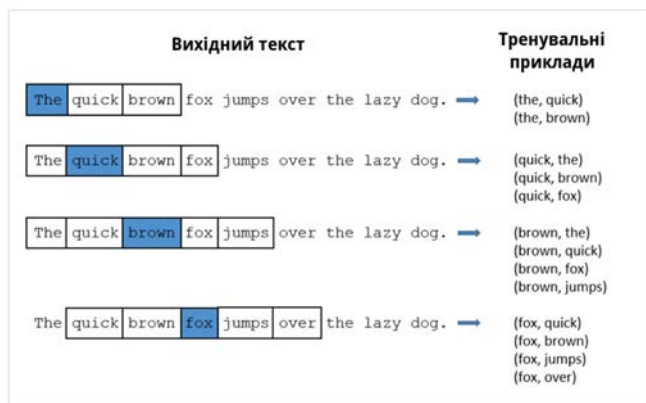 Вихідний текст
Тренувальні
приклади
The quick brown fox jumps over the lazy dog.
(the, quick)
(the, brown)
The quick brown fox jumps over the lazy dog.
(quick, the)
(quick, brown)
(quick, fox)
The quick brown fox jumps over the lazy dog.
(brown, the)
(brown, quick)
(brown, fox)
(brown, jumps)
The quick brown fox jumps over the lazy dog.
(fox, quick)
(fox, brown)
(fox, jumps)
(fox, over)